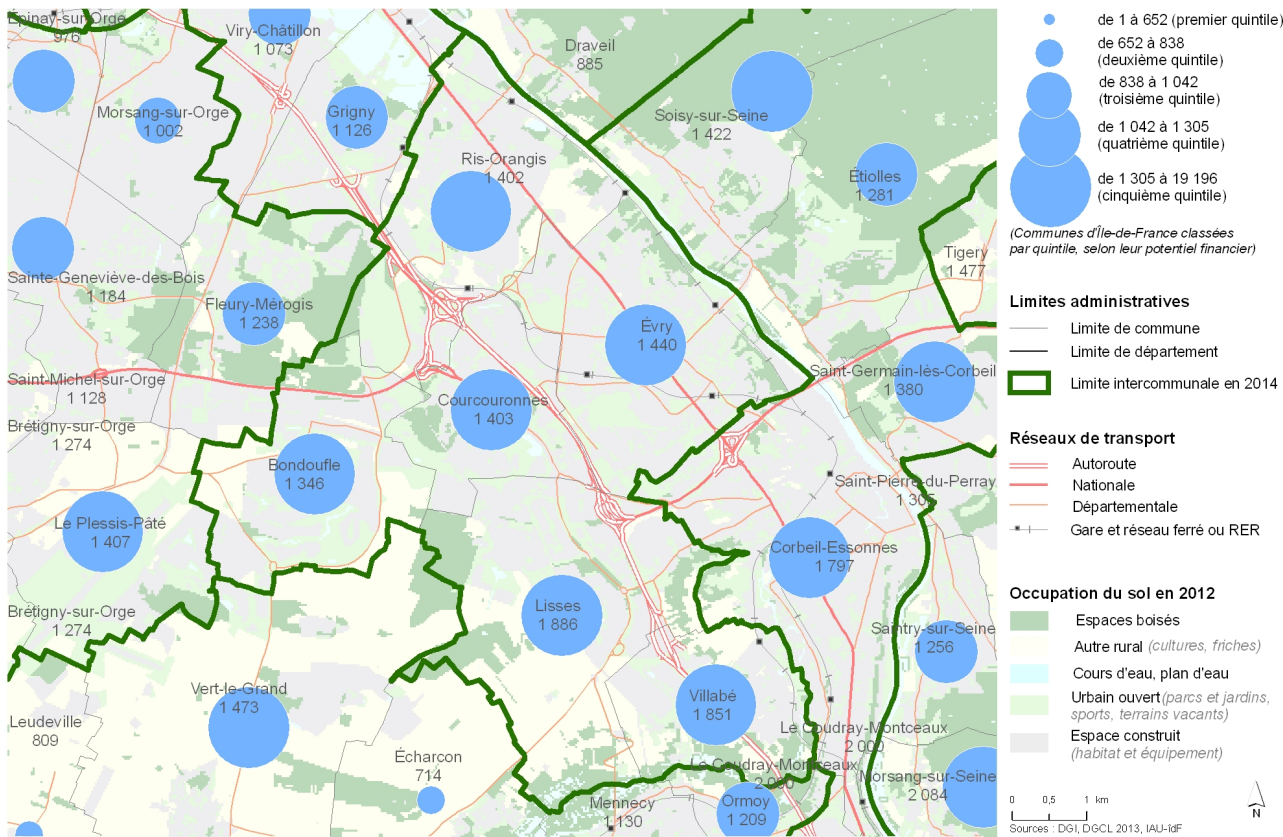 Épinay-sur-Orge
976
Viry-Châtillon
1 073
Draveil
885
Morsang-sur-Orge
1 002
Grigny
1 126
Soisy-sur-Seine
1 422
Ris-Orangis
1 402
Étiolles
1 281
Tigery
1 477
Sainte-Geneviève-des-Bois
1 184
Fleury-Mérogis
1 238
Évry
1 440
Saint-Michel-sur-Orge
1 128
Saint-Germain-lès-Corbeil
1 380
Courcouronnes
1 403
Brétigny-sur-Orge
1 274
Bondoufle
1 346
Saint-Pierre-du-Perray
1 305
Le Plessis-Pâté
1 407
Corbeil-Essonnes
1 797
Brétigny-sur-Orge
1 274
Lisses
1 886
Saintry-sur-Seine
1 256
Vert-le-Grand
1 473
Villabé
1 851
Leudeville
809
Le Coudray-Montceaux
2 000
Écharcon
714
Le Coudray-Montceaux
2 000
Morsang-sur-Seine
2 084
Mennecy
1 130
Ormoy
1 209
de 1 à 652 (premier quintile)
de 652 à 838
(deuxième quintile)
de 838 à 1 042
(troisième quintile)
de 1 042 à 1 305
(quatrième quintile)
de 1 305 à 19 196
(cinquième quintile)
(Communes d'Île-de-France classées
par quintile, selon leur potentiel financier)
Limites administratives
Limite de commune
Limite de département
Limite intercommunale en 2014
Réseaux de transport
Autoroute
Nationale
Départementale
Gare et réseau ferré ou RER
Occupation du sol en 2012
Espaces boisés
Autre rural (cultures, friches)
Cours d'eau, plan d'eau
Urbain ouvert (parcs et jardins,
sports, terrains vacants)
Espace construit
(habitat et équipement)
0 0,5 1 km
N
Sources : DGI, DGCL 2013, IAU-îdF